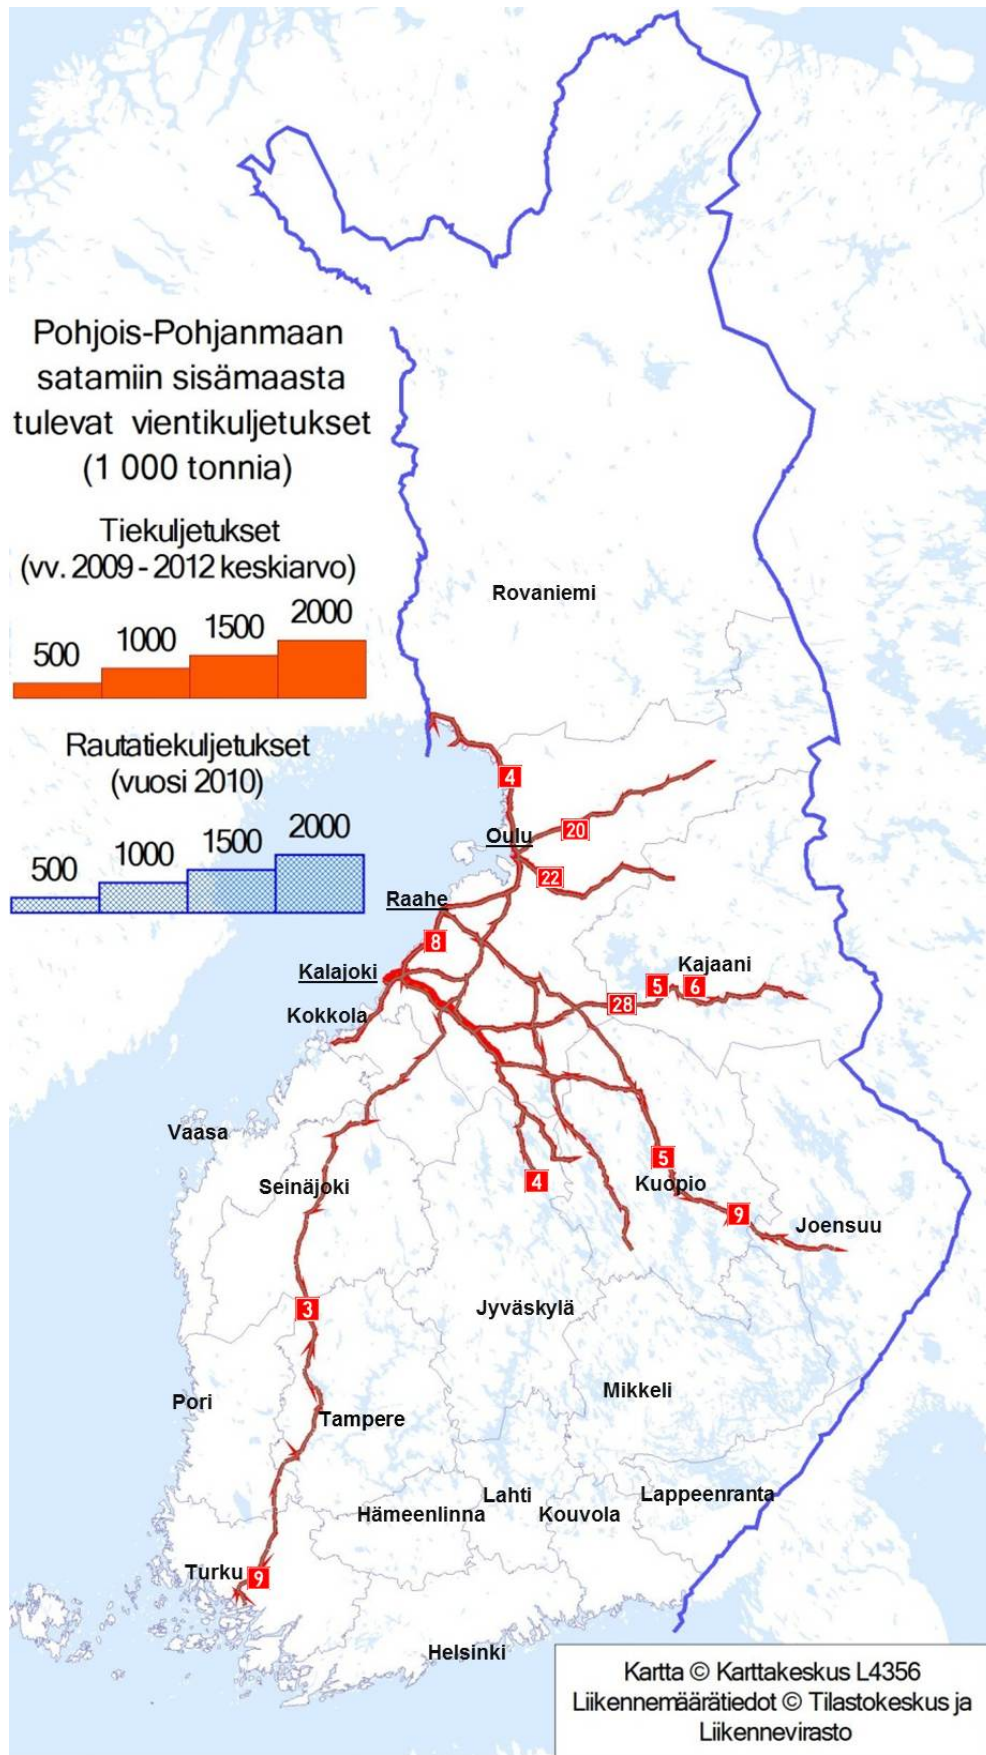 Pohjois-Pohjanmaan
satamiin sisämaasta
tulevat vientikuljetukset
(1 000 tonnia)
Tiekuljetukset
(vv. 2009 - 2012 keskiarvo)
500 1000 1500 2000
Rautatiekuljetukset
(vuosi 2010)
500 1000 1500 2000
Rovaniemi
4
20
Oulu
22
Raahe
8
Kajaani
Kalajoki
5 6
28
Kokkola
Vaasa
5
4
Seinäjoki
Kuopio
9
Joensuu
3
Jyväskylä
Mikkeli
Pori
Tampere
Lahti
Lappeenranta
Hämeenlinna
Kouvola
Turku
9
Helsinki
Kartta © Karttakeskus L4356
Liikennemäärätiedot © Tilastokeskus ja
Liikennevirasto